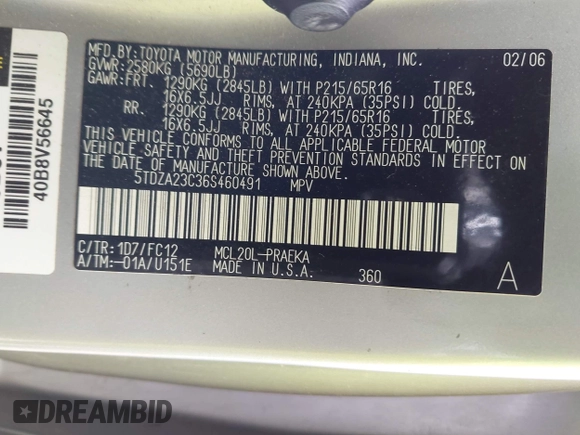 MFD.BY:TOYOTA MOTOR MANUFACTURING, INDIANA, INC. 02/06
GVWR:2580KG (5690LB)
GAWR:FRT. 1290KG (2845LB) WITH P215/65R16 TIRES,
16X6.5JJ RIMS, AT 240KPA (35PSI) COLD.
RR. 1290KG (2845LB) WITH P215/65R16 TIRES,
16X6.5JJ RIMS, AT 240KPA (35PSI) COLD.
THIS VEHICLE CONFORMS TO ALL APPLICABLE FEDERAL MOTOR
VEHICLE SAFETY AND THEFT PREVENTION STANDARDS IN EFFECT
ON THE DATE OF MANUFACTURE SHOWN ABOVE.
5TDZA23C36S460491 MPV
C/TR:1D7/FC12 MCL20L-PRAEKA
A/TM:-01A/U151E MADE IN U.S.A. 360 A
40B8V56645
DREAMBID